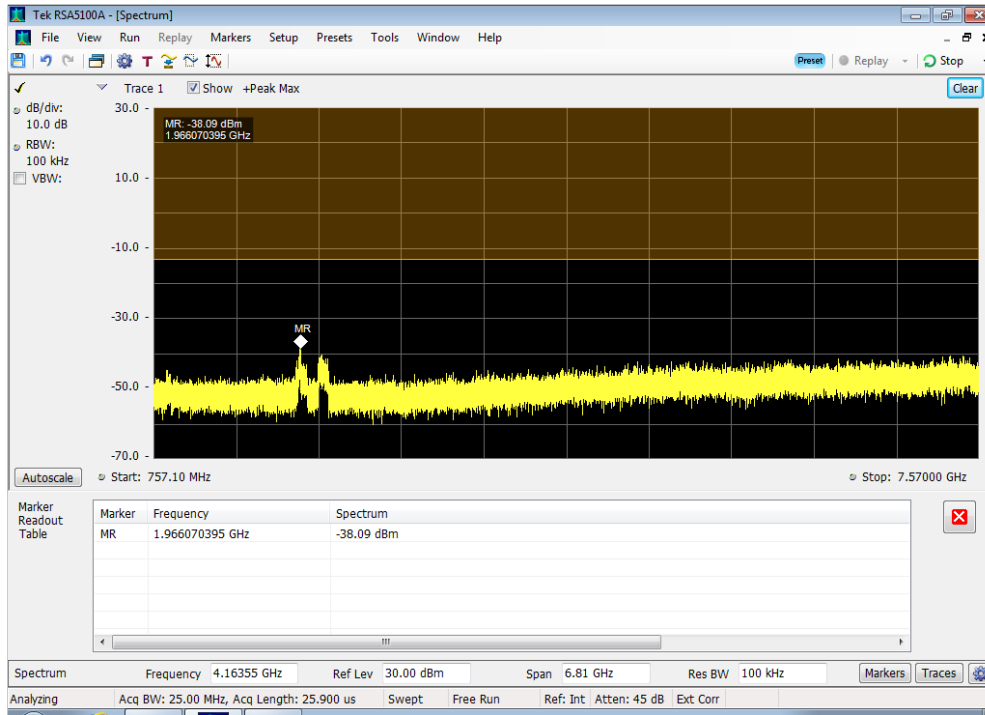 Tek RSA5100A - [Spectrum]
File View Run Replay Markers Setup Presets Tools Window Help
T Preset Replay Stop
Trace 1 Show +Peak Max Clear
dB/div:
10.0 dB
RBW:
100 kHz
VBW:
30.0
10.0
-10.0
-30.0
-50.0
-70.0
MR: -38.09 dBm
1.966070395 GHz
MR
Autoscale Start: 757.10 MHz Stop: 7.57000 GHz
Marker
Readout
Table
Marker Frequency Spectrum
MR 1.966070395 GHz -38.09 dBm
Spectrum Frequency 4.16355 GHz Ref Lev 30.00 dBm Span 6.81 GHz Res BW 100 kHz Markers Traces
Analyzing Acq BW: 25.00 MHz, Acq Length: 25.900 us Swept Free Run Ref: Int Atten: 45 dB Ext Corr